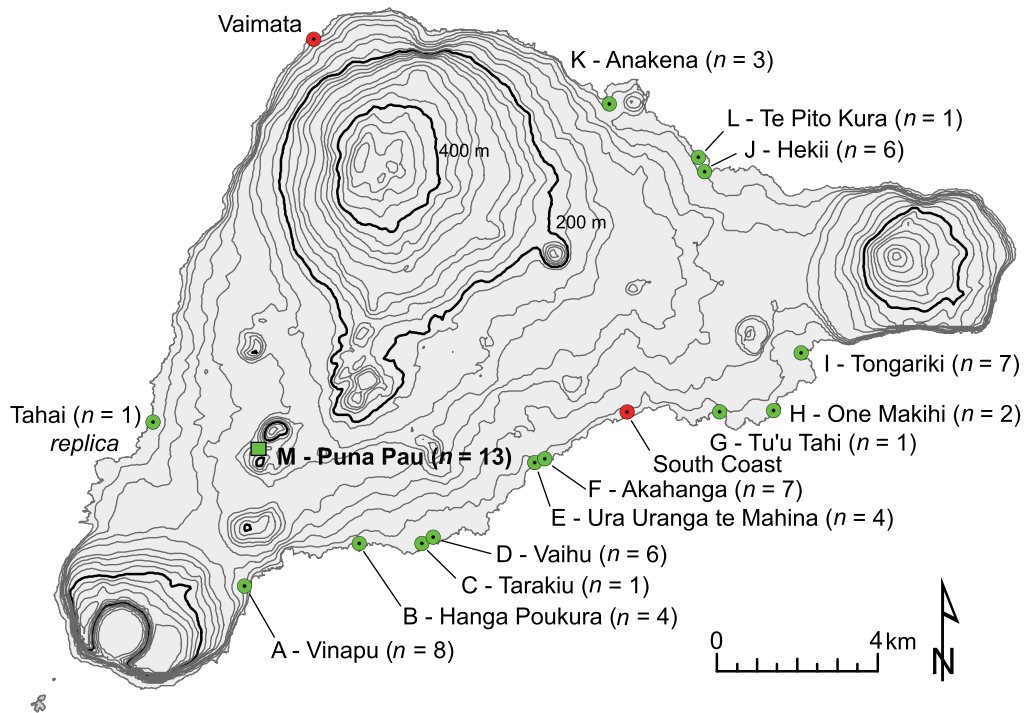 Vaimata
K - Anakena (n = 3)
L - Te Pito Kura (n = 1)
J - Hekii (n = 6)
400 m
200 m
I - Tongariki (n = 7)
Tahai (n = 1)
replica
H - One Makihi (n = 2)
G - Tu'u Tahi (n = 1)
M - Puna Pau (n = 13)
South Coast
F - Akahanga (n = 7)
E - Ura Uranga te Mahina (n = 4)
D - Vaihu (n = 6)
C - Tarakiu (n = 1)
B - Hanga Poukura (n = 4)
A - Vinapu (n = 8)
0 4 km
N